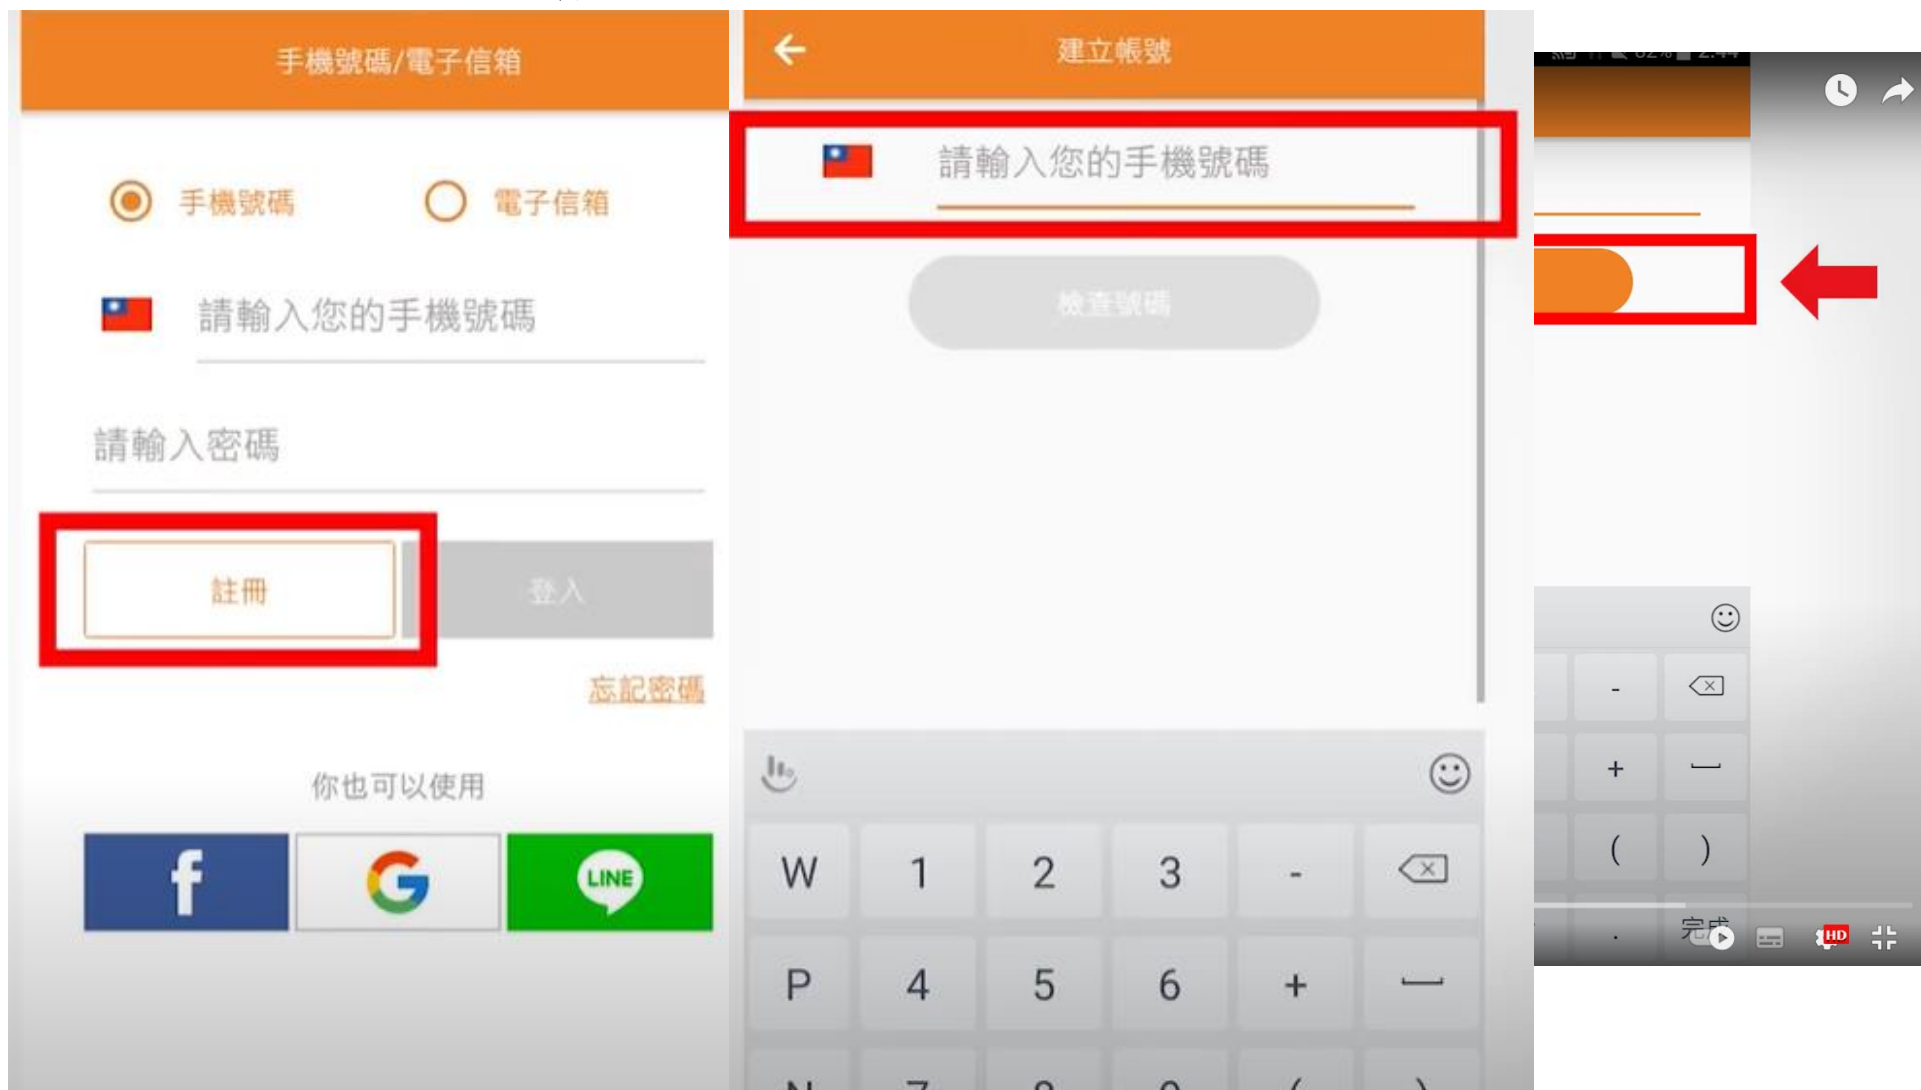 手機號碼/電子信箱
手機號碼 電子信箱
請輸入您的手機號碼
請輸入密碼
註冊 登入
忘記密碼
你也可以使用
f G LINE
建立帳號
請輸入您的手機號碼
檢查號碼
W 1 2 3 -
P 4 5 6 +
-
+
( )
. 完成
HD